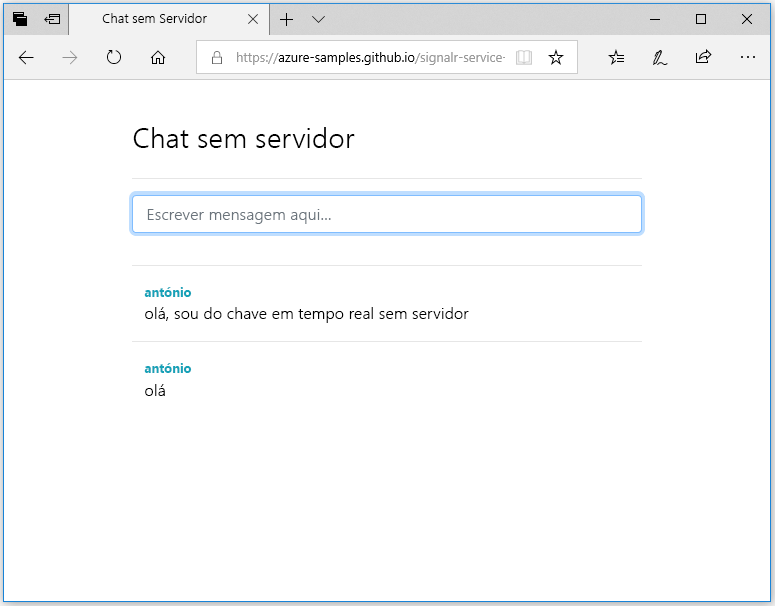 Chat sem Servidor
https://azure-samples.github.io/signalr-service-
Chat sem servidor
Escrever mensagem aqui...
antónio
olá, sou do chave em tempo real sem servidor
antónio
olá